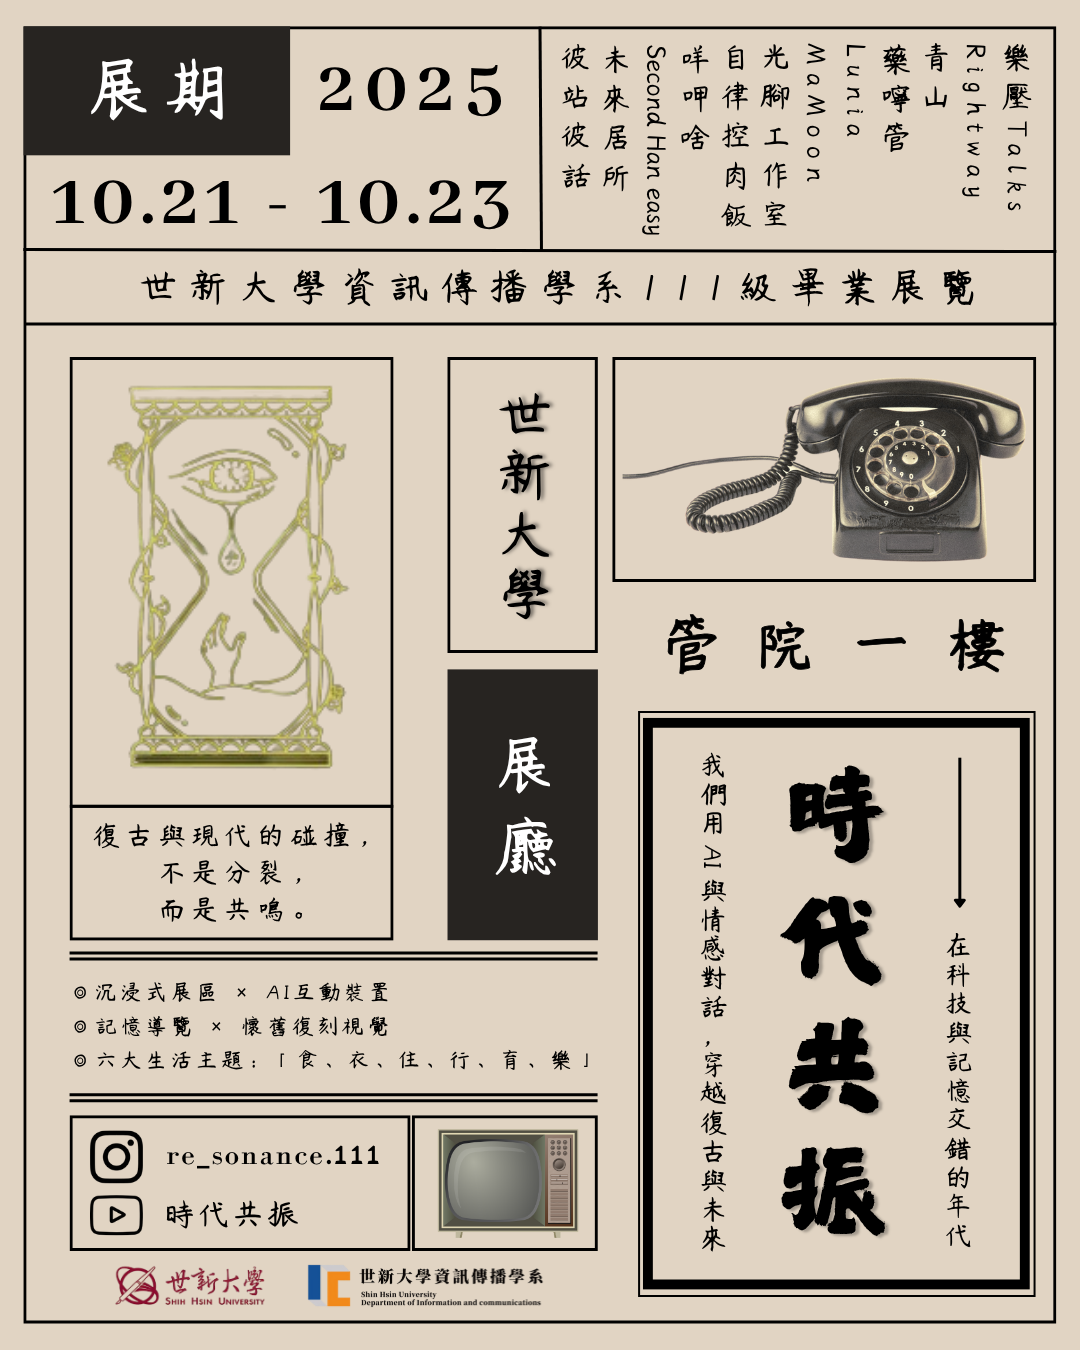 展期
2025
10.21 - 10.23
樂壓 Talks
Rightway
青山
藥嚀管
Lunia
MaMoon
光腳工作室
自律控肉飯
咩呷啥
Second Han easy
未來居所
彼站彼話
世新大學資訊傳播學系111級畢業展覽
世新大學
展廳
管院一樓
復古與現代的碰撞,
不是分裂,
而是共鳴。
◎沉浸式展區 × AI互動裝置
◎記憶導覽 × 懷舊復刻視覺
◎六大生活主題:「食、衣、住、行、育、樂」
re_sonance.111
時代共振
在科技與記憶交錯的年代
時代共振
我們用 AI 與情感對話,穿越復古與未來
世新大學
SHIH HSIN UNIVERSITY
世新大學資訊傳播學系
Shin Hsin University
Department of Information and communications